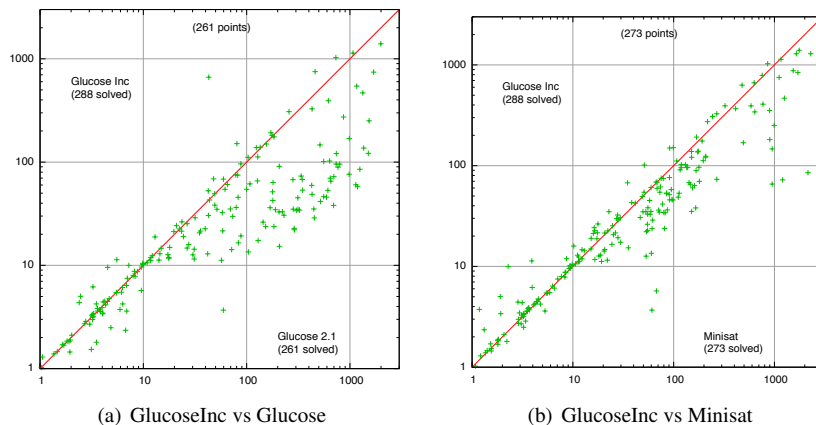 (261 points)
Glucose Inc
(288 solved)
Glucose 2.1
(261 solved)
1000
100
10
1
1 10 100 1000
(a) GlucoseInc vs Glucose
(273 points)
Glucose Inc
(288 solved)
Minisat
(273 solved)
1000
100
10
1
1 10 100 1000
(b) GlucoseInc vs Minisat